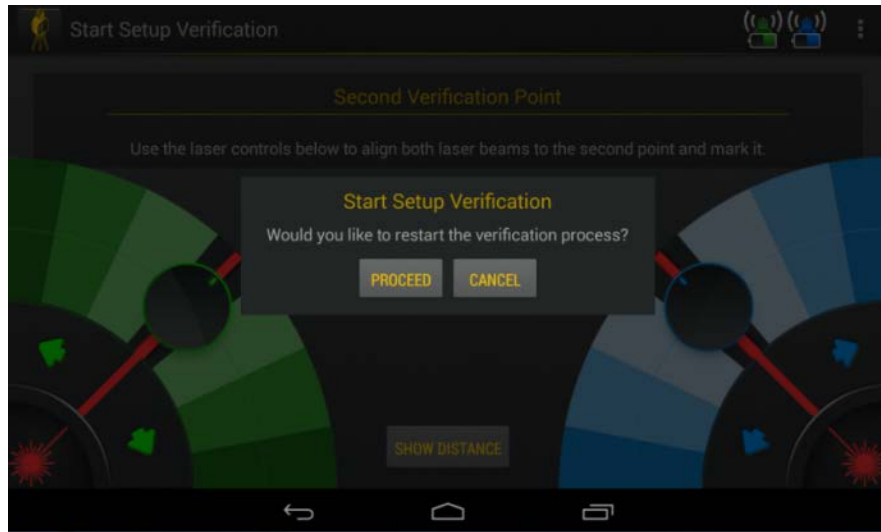 Start Setup Verification
Second Verification Point
Use the laser controls below to align both laser beams to the second point and mark it.
Start Setup Verification
Would you like to restart the verification process?
PROCEED CANCEL
SHOW DISTANCE